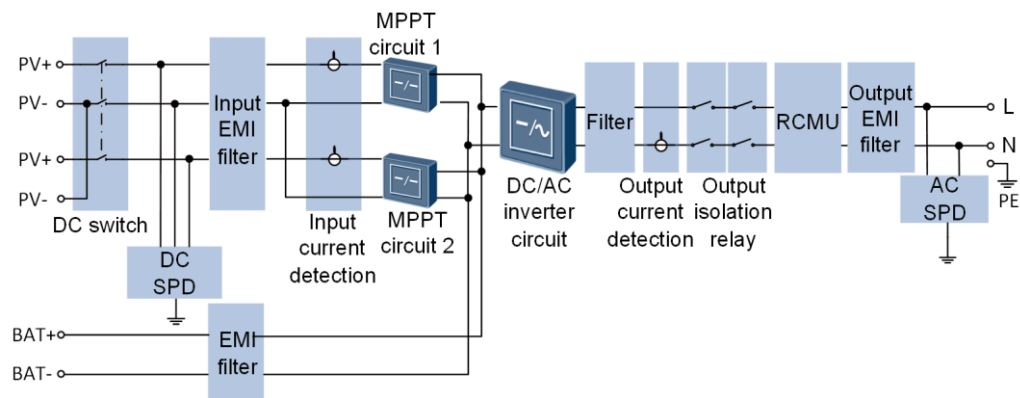 MPPT
circuit 1
PV+
PV-
PV+
PV-
DC switch
Input
EMI
filter
DC
SPD
Input
current
detection
MPPT
circuit 2
DC/AC
inverter
circuit
Filter
Output
current
detection
Output
isolation
relay
RCMU
Output
EMI
filter
L
N
PE
AC
SPD
BAT+
BAT-
EMI
filter